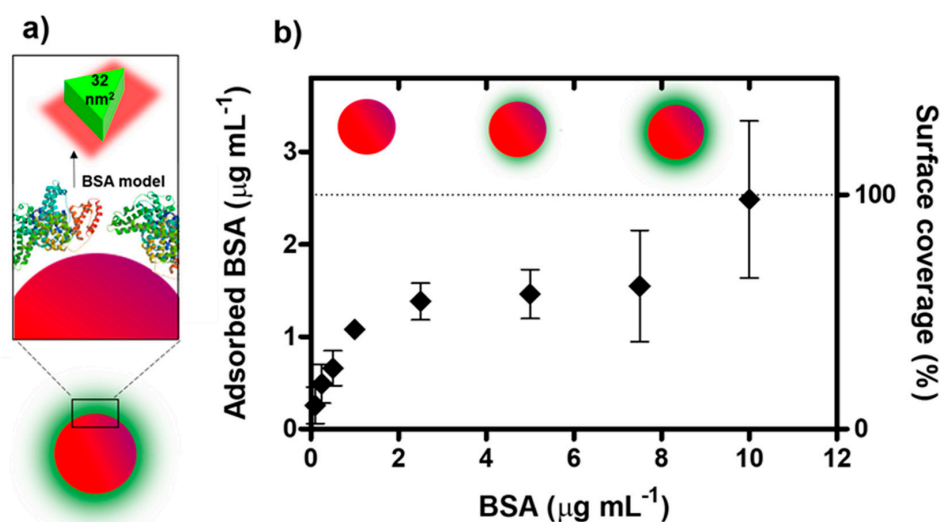 a)
32
nm²
BSA model
b)
Adsorbed BSA (μg mL⁻¹)
3
2
1
0
0 2 4 6 8 10 12
BSA (μg mL⁻¹)
100
0
Surface coverage (%)